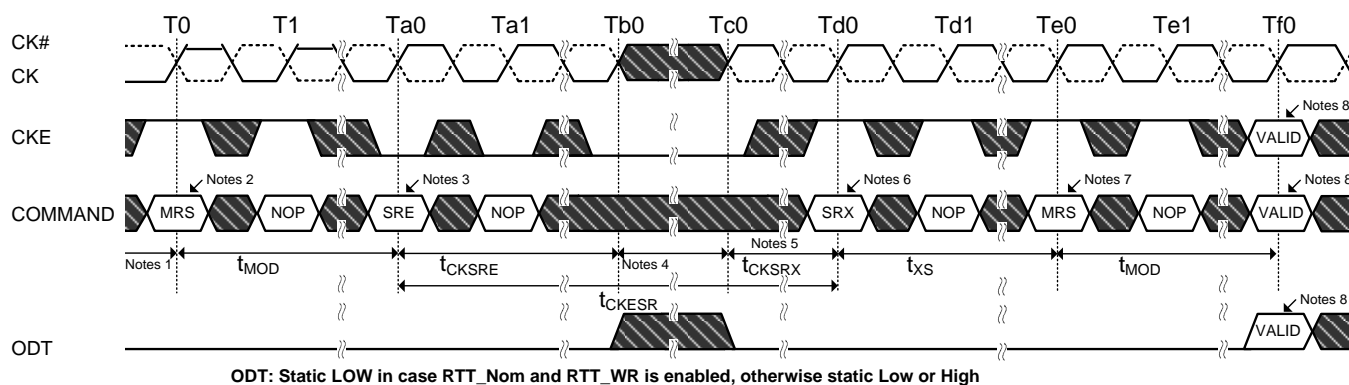 T0 T1 Ta0 Ta1 Tb0 Tc0 Td0 Td1 Te0 Te1 Tf0
CK#
CK
Notes 8
CKE
VALID
Notes 2 Notes 3 Notes 6 Notes 7 Notes 8
COMMAND MRS NOP SRE NOP SRX NOP MRS NOP VALID
Notes 1 tMOD tCKSRE Notes 4 Notes 5 tCKSRX tXS tMOD
tCKESR
Notes 8
ODT VALID
ODT: Static LOW in case RTT_Nom and RTT_WR is enabled, otherwise static Low or High